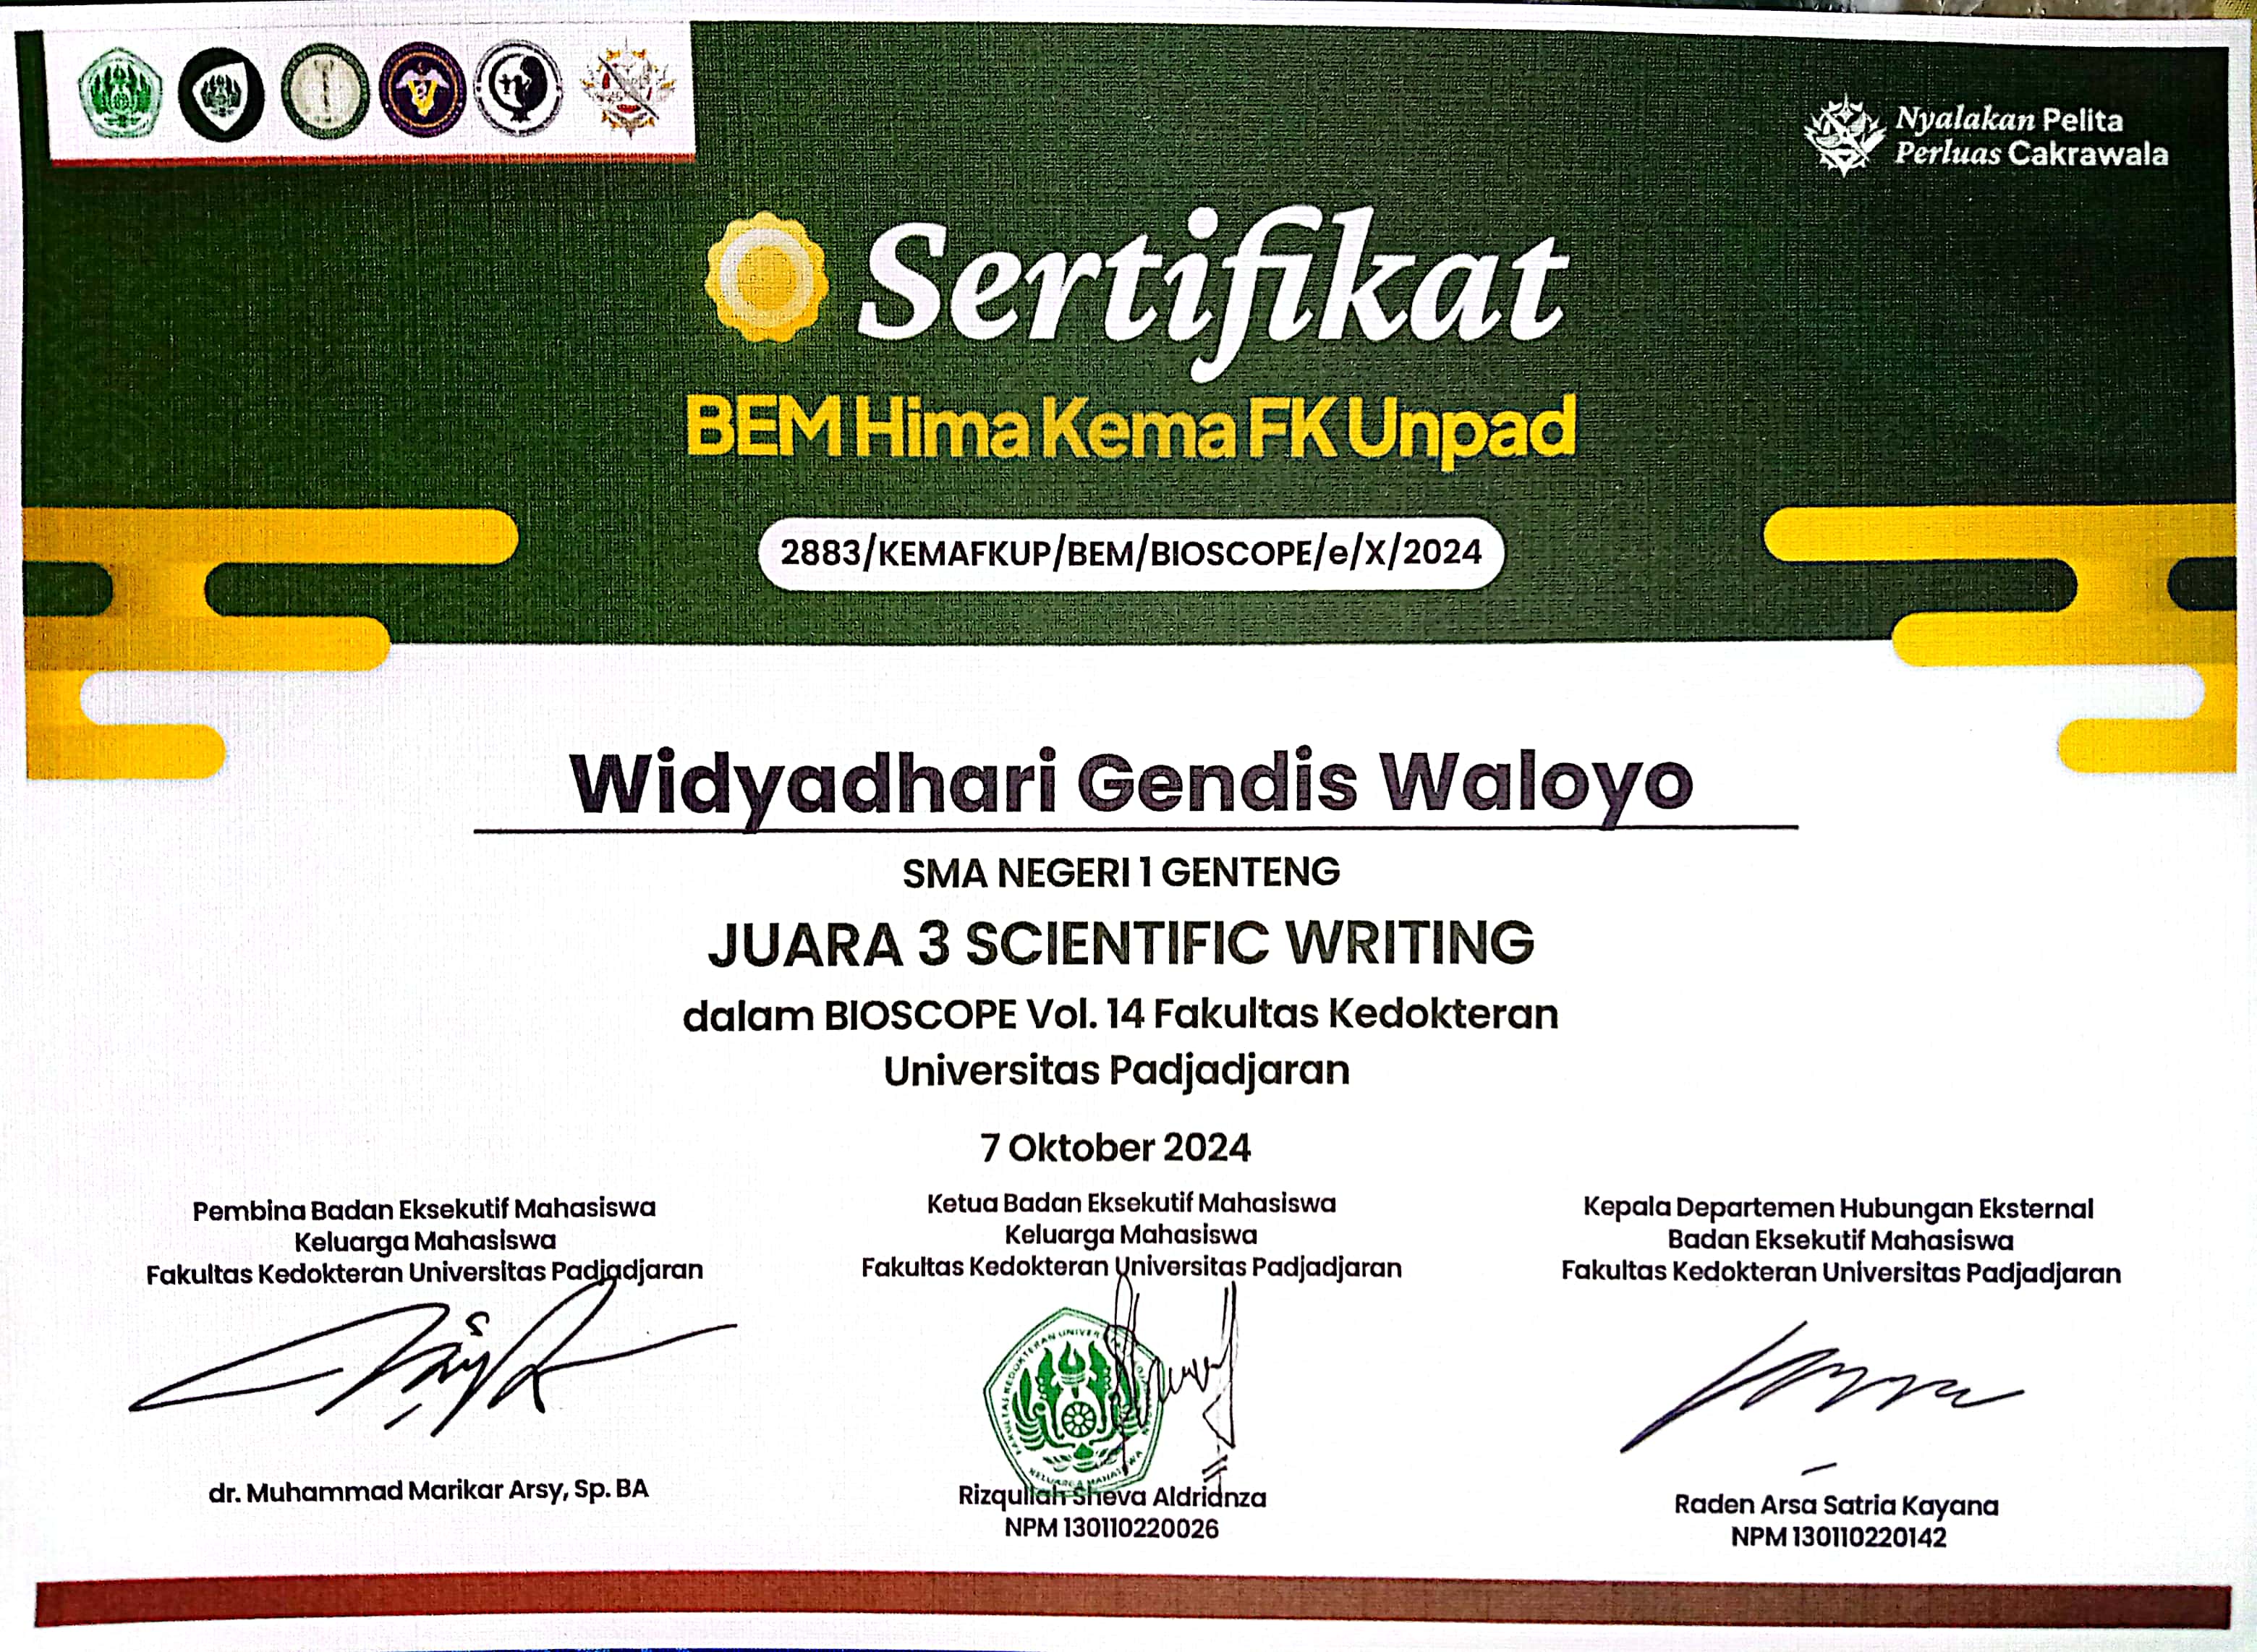 Nyalakan Pelita
Perluas Cakrawala
Sertifikat
BEM Hima Kema FK Unpad
2883/KEMAFKUP/BEM/BIOSCOPE/e/X/2024
Widyadhari Gendis Waloyo
SMA NEGERI 1 GENTENG
JUARA 3 SCIENTIFIC WRITING
dalam BIOSCOPE Vol. 14 Fakultas Kedokteran
Universitas Padjadjaran
7 Oktober 2024
Pembina Badan Eksekutif Mahasiswa
Keluarga Mahasiswa
Fakultas Kedokteran Universitas Padjadjaran
dr. Muhammad Marikar Arsy, Sp. BA
Ketua Badan Eksekutif Mahasiswa
Keluarga Mahasiswa
Fakultas Kedokteran Universitas Padjadjaran
Rizqullah Sheva Aldridnza
NPM 130110220026
Kepala Departemen Hubungan Eksternal
Badan Eksekutif Mahasiswa
Fakultas Kedokteran Universitas Padjadjaran
Raden Arsa Satria Kayana
NPM 130110220142